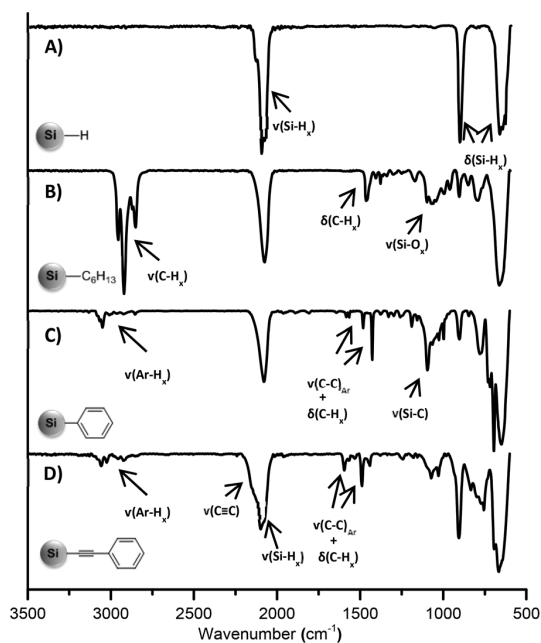 A)
Si
H
ν(Si-Hₓ)
δ(Si-Hₓ)
B)
Si
C₆H₁₃
ν(C-Hₓ)
δ(C-Hₓ)
ν(Si-Oₓ)
C)
Si
ν(Ar-Hₓ)
ν(C-C)Ar
+
δ(C-Hₓ)
ν(Si-C)
D)
Si
ν(Ar-Hₓ)
ν(C≡C)
ν(Si-Hₓ)
ν(C-C)Ar
+
δ(C-Hₓ)
3500 3000 2500 2000 1500 1000 500
Wavenumber (cm⁻¹)